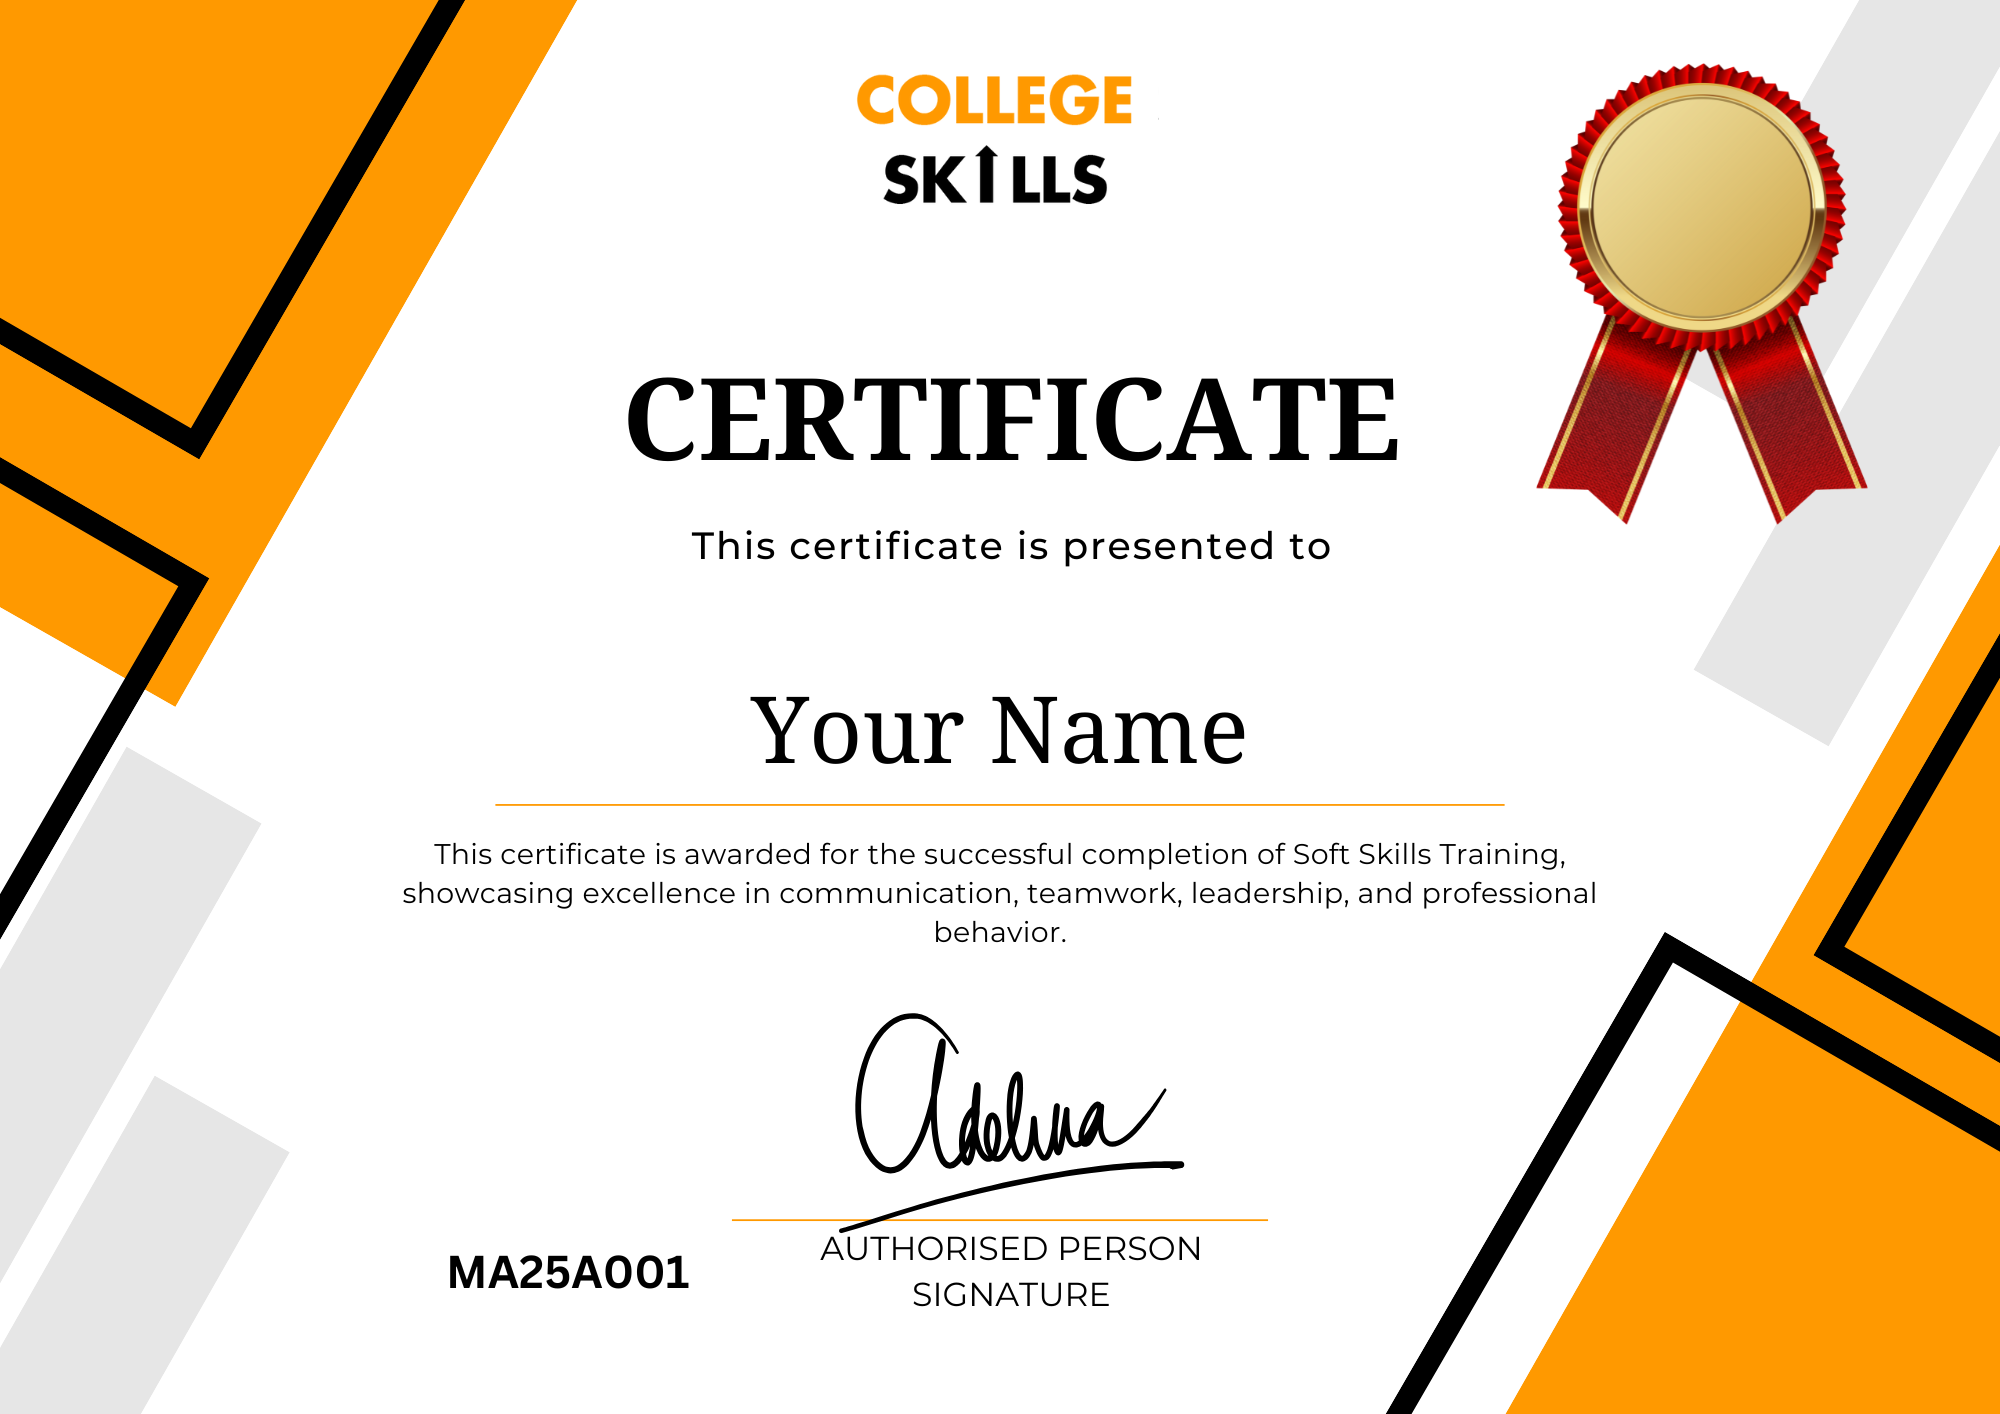 COLLEGE
SKILLS
CERTIFICATE
This certificate is presented to
Your Name
This certificate is awarded for the successful completion of Soft Skills Training,
showcasing excellence in communication, teamwork, leadership, and professional
behavior.
Adelina
MA25A001
AUTHORISED PERSON
SIGNATURE